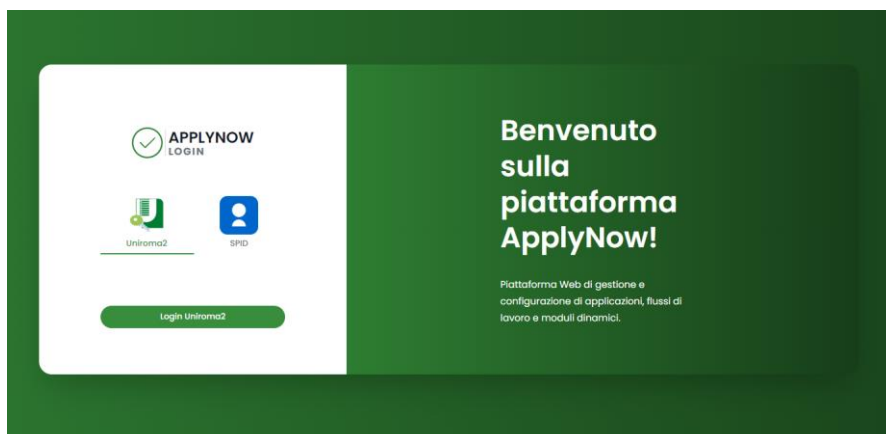 APPLYNOW
LOGIN
Uniroma2
SPID
Login Uniroma2
Benvenuto
sulla
piattaforma
ApplyNow!
Piattaforma Web di gestione e
configurazione di applicazioni, flussi di
lavoro e moduli dinamici.